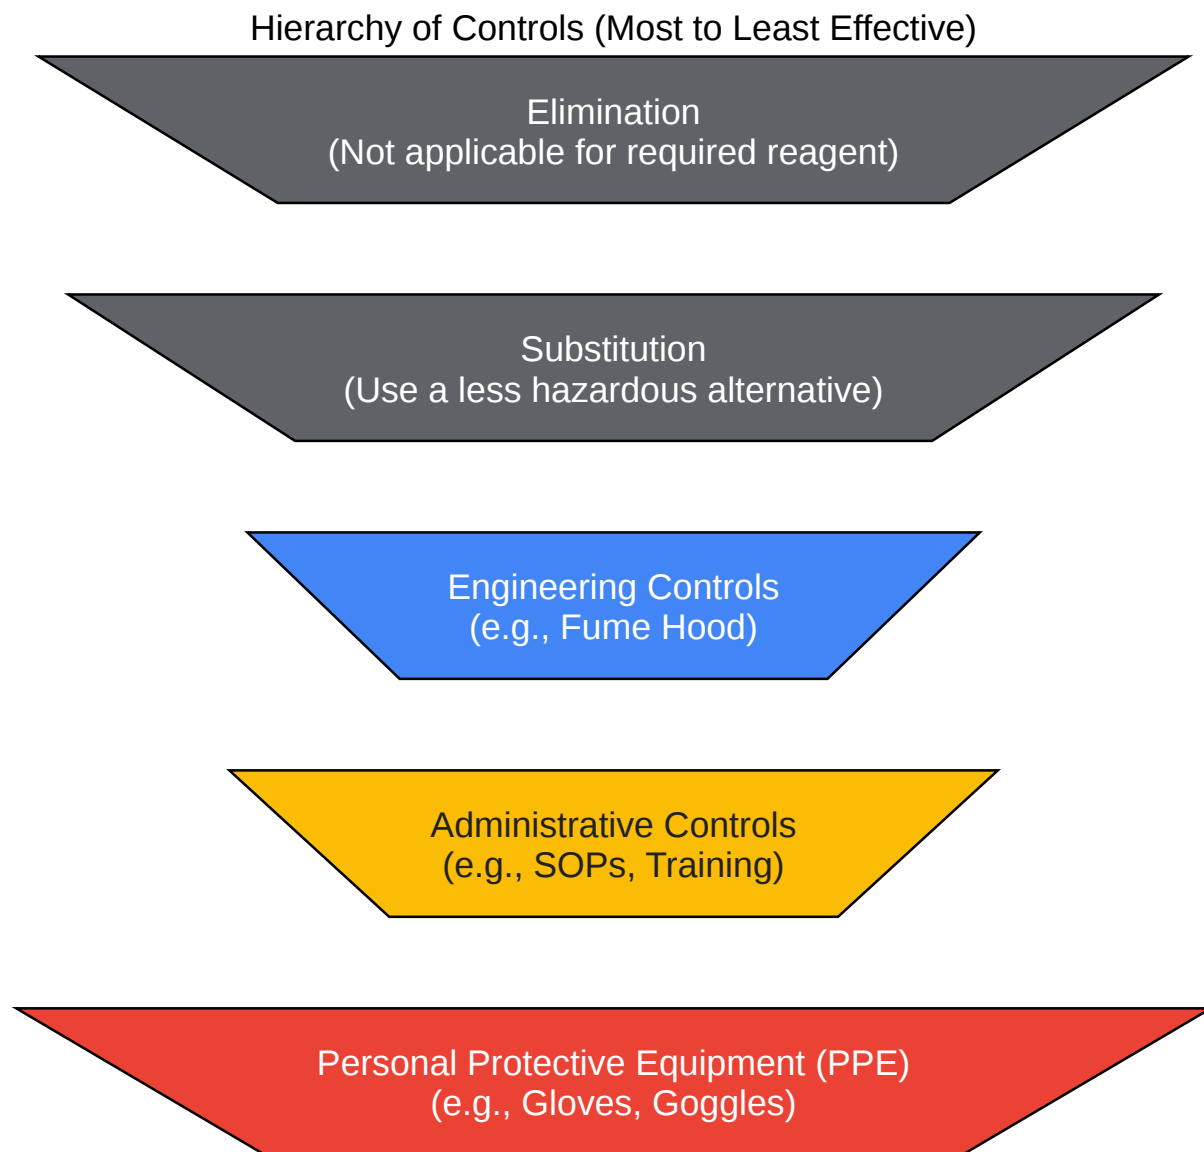 Hierarchy of Controls (Most to Least Effective)
Elimination
(Not applicable for required reagent)
Substitution
(Use a less hazardous alternative)
Engineering Controls
(e.g., Fume Hood)
Administrative Controls
(e.g., SOPs, Training)
Personal Protective Equipment (PPE)
(e.g., Gloves, Goggles)